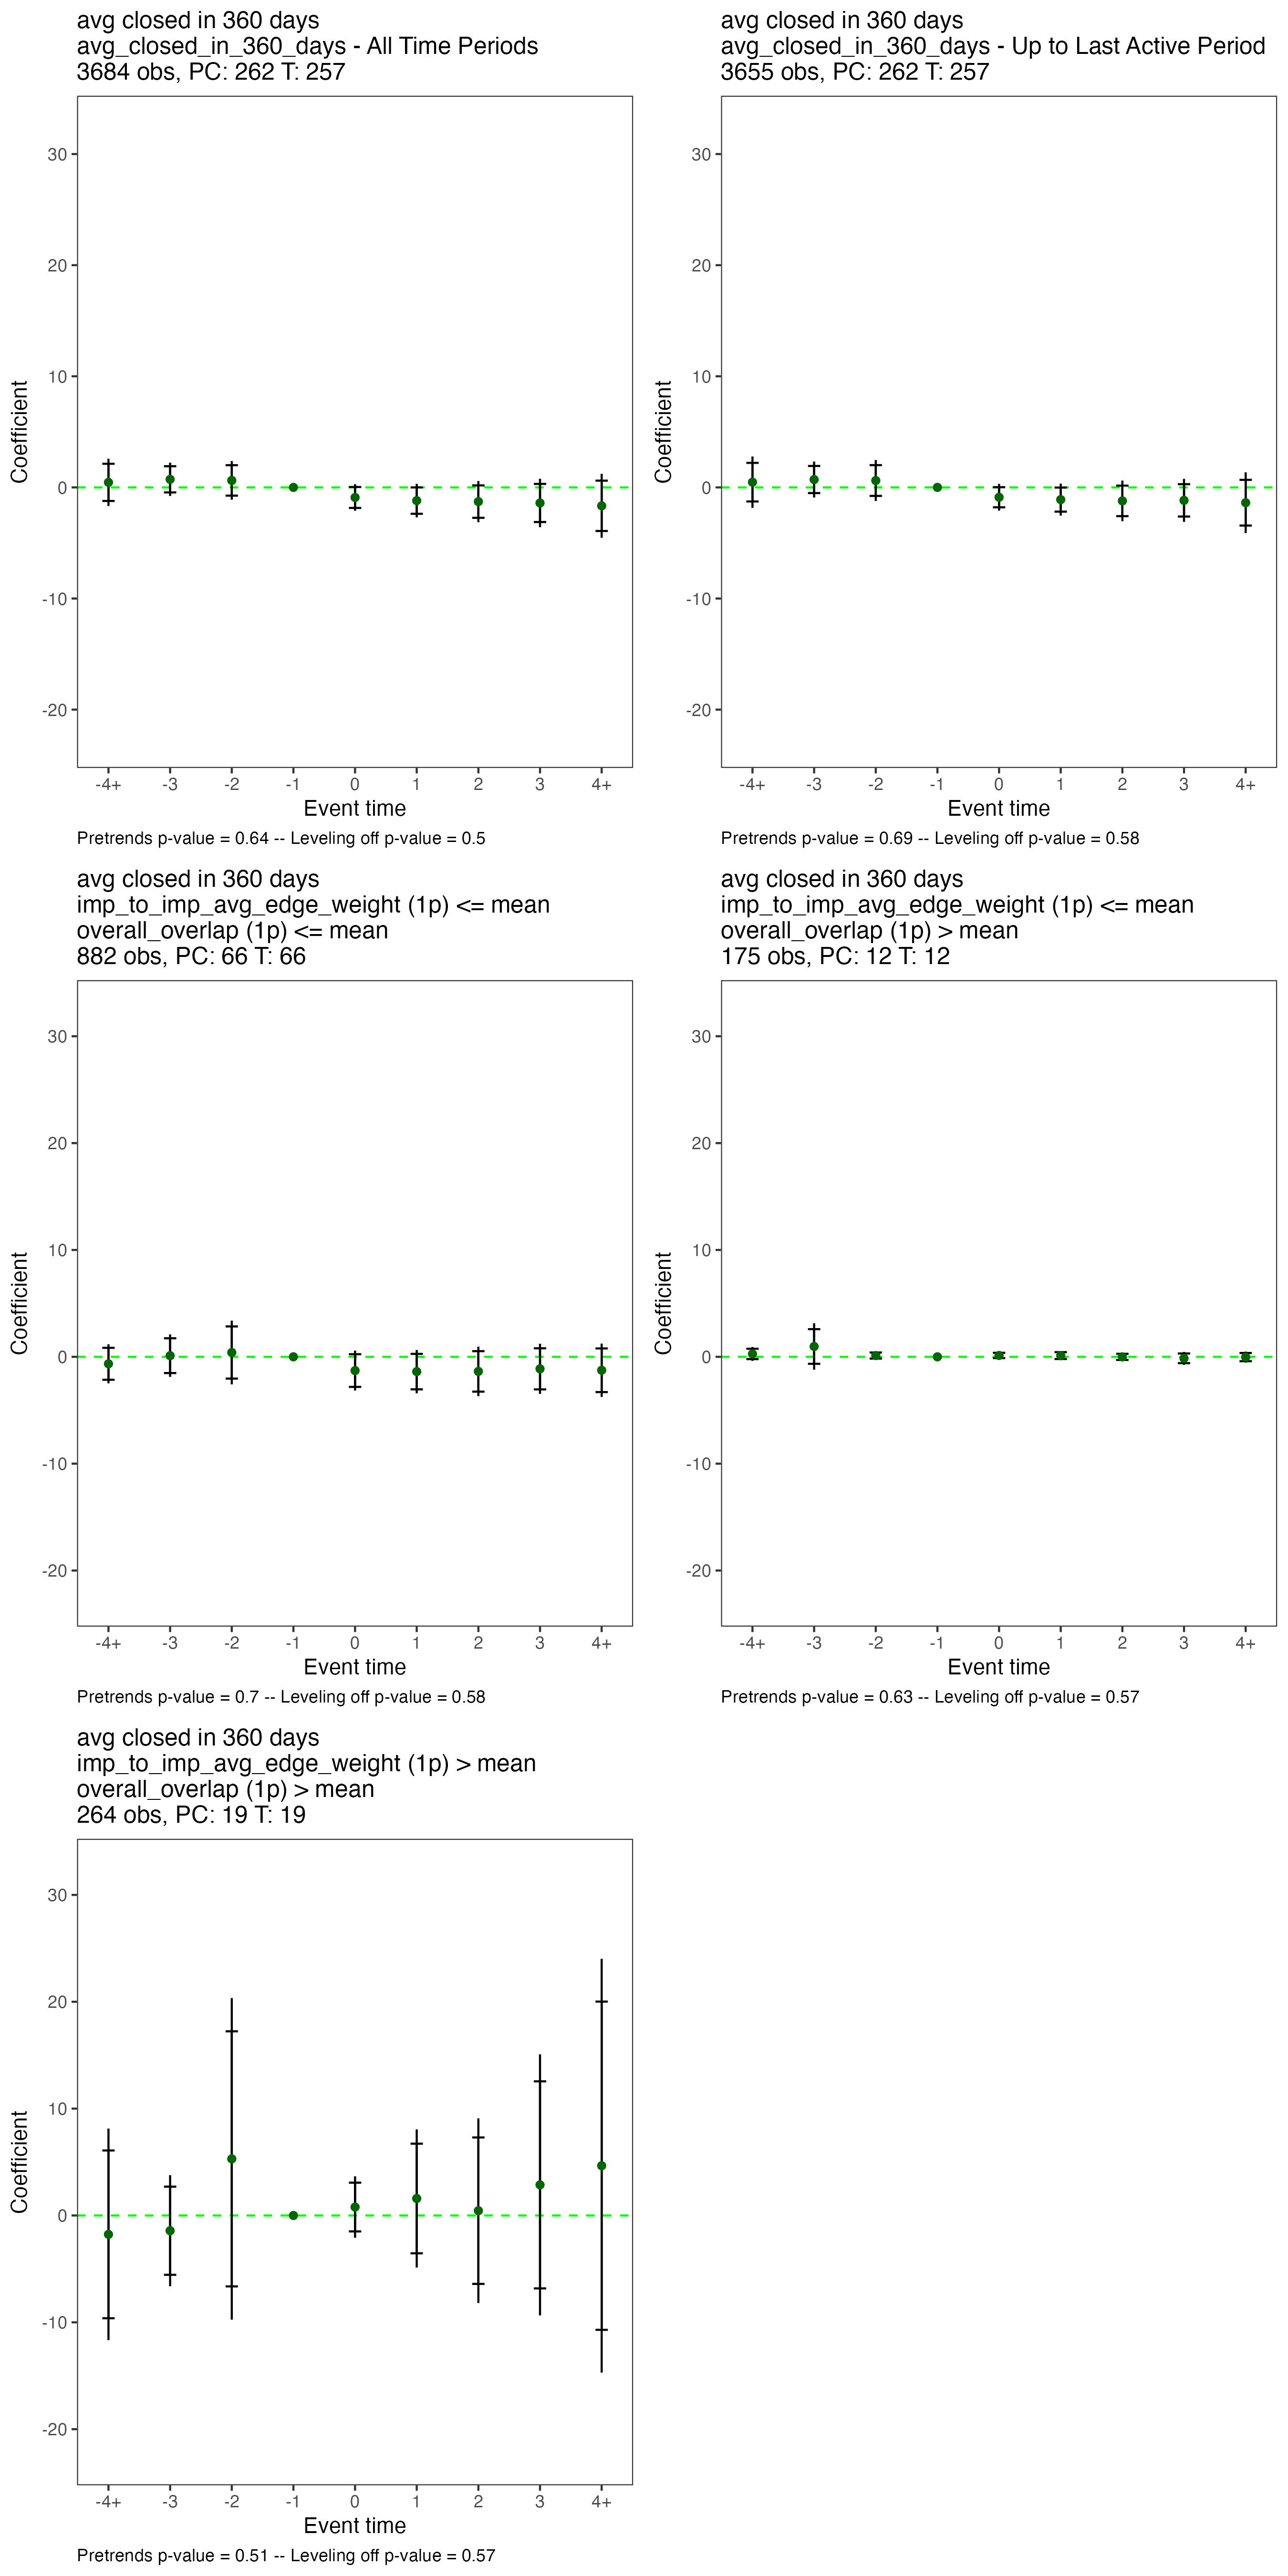 avg closed in 360 days
avg_closed_in_360_days - All Time Periods
3684 obs, PC: 262 T: 257
Coefficient
30
20
10
0
-10
-20
-4+ -3 -2 -1 0 1 2 3 4+
Event time
Pretrends p-value = 0.64 -- Leveling off p-value = 0.5
avg closed in 360 days
avg_closed_in_360_days - Up to Last Active Period
3655 obs, PC: 262 T: 257
Coefficient
30
20
10
0
-10
-20
-4+ -3 -2 -1 0 1 2 3 4+
Event time
Pretrends p-value = 0.69 -- Leveling off p-value = 0.58
avg closed in 360 days
imp_to_imp_avg_edge_weight (1p) <= mean
overall_overlap (1p) <= mean
882 obs, PC: 66 T: 66
Coefficient
30
20
10
0
-10
-20
-4+ -3 -2 -1 0 1 2 3 4+
Event time
Pretrends p-value = 0.7 -- Leveling off p-value = 0.58
avg closed in 360 days
imp_to_imp_avg_edge_weight (1p) <= mean
overall_overlap (1p) > mean
175 obs, PC: 12 T: 12
Coefficient
30
20
10
0
-10
-20
-4+ -3 -2 -1 0 1 2 3 4+
Event time
Pretrends p-value = 0.63 -- Leveling off p-value = 0.57
avg closed in 360 days
imp_to_imp_avg_edge_weight (1p) > mean
overall_overlap (1p) > mean
264 obs, PC: 19 T: 19
Coefficient
30
20
10
0
-10
-20
-4+ -3 -2 -1 0 1 2 3 4+
Event time
Pretrends p-value = 0.51 -- Leveling off p-value = 0.57